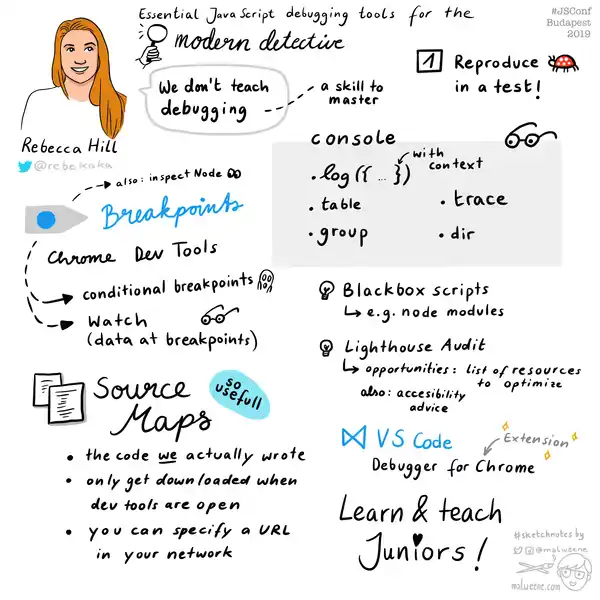 Essential JavaScript debugging tools for the
modern detective
#JSConf
Budapest
2019
We don't teach
debugging
a skill to
master
Rebecca Hill
@rebekoka
1 Reproduce
in a test!
console
• log({ ... })
with
context
• table
• group
• trace
• dir
also: inspect Node
Breakpoints
Chrome Dev Tools
conditional breakpoints
Watch
(data at breakpoints)
Source
Maps
so
usefull
• the code we actually wrote
• only get downloaded when
dev tools are open
• you can specify a URL
in your network
Blackbox scripts
e.g. node modules
Lighthouse Audit
opportunities: list of resources
to optimize
also: accesibility
advice
VS Code
Extension
Debugger for Chrome
Learn & teach
Juniors!
#sketchnotes by
@malweene
malweene.com